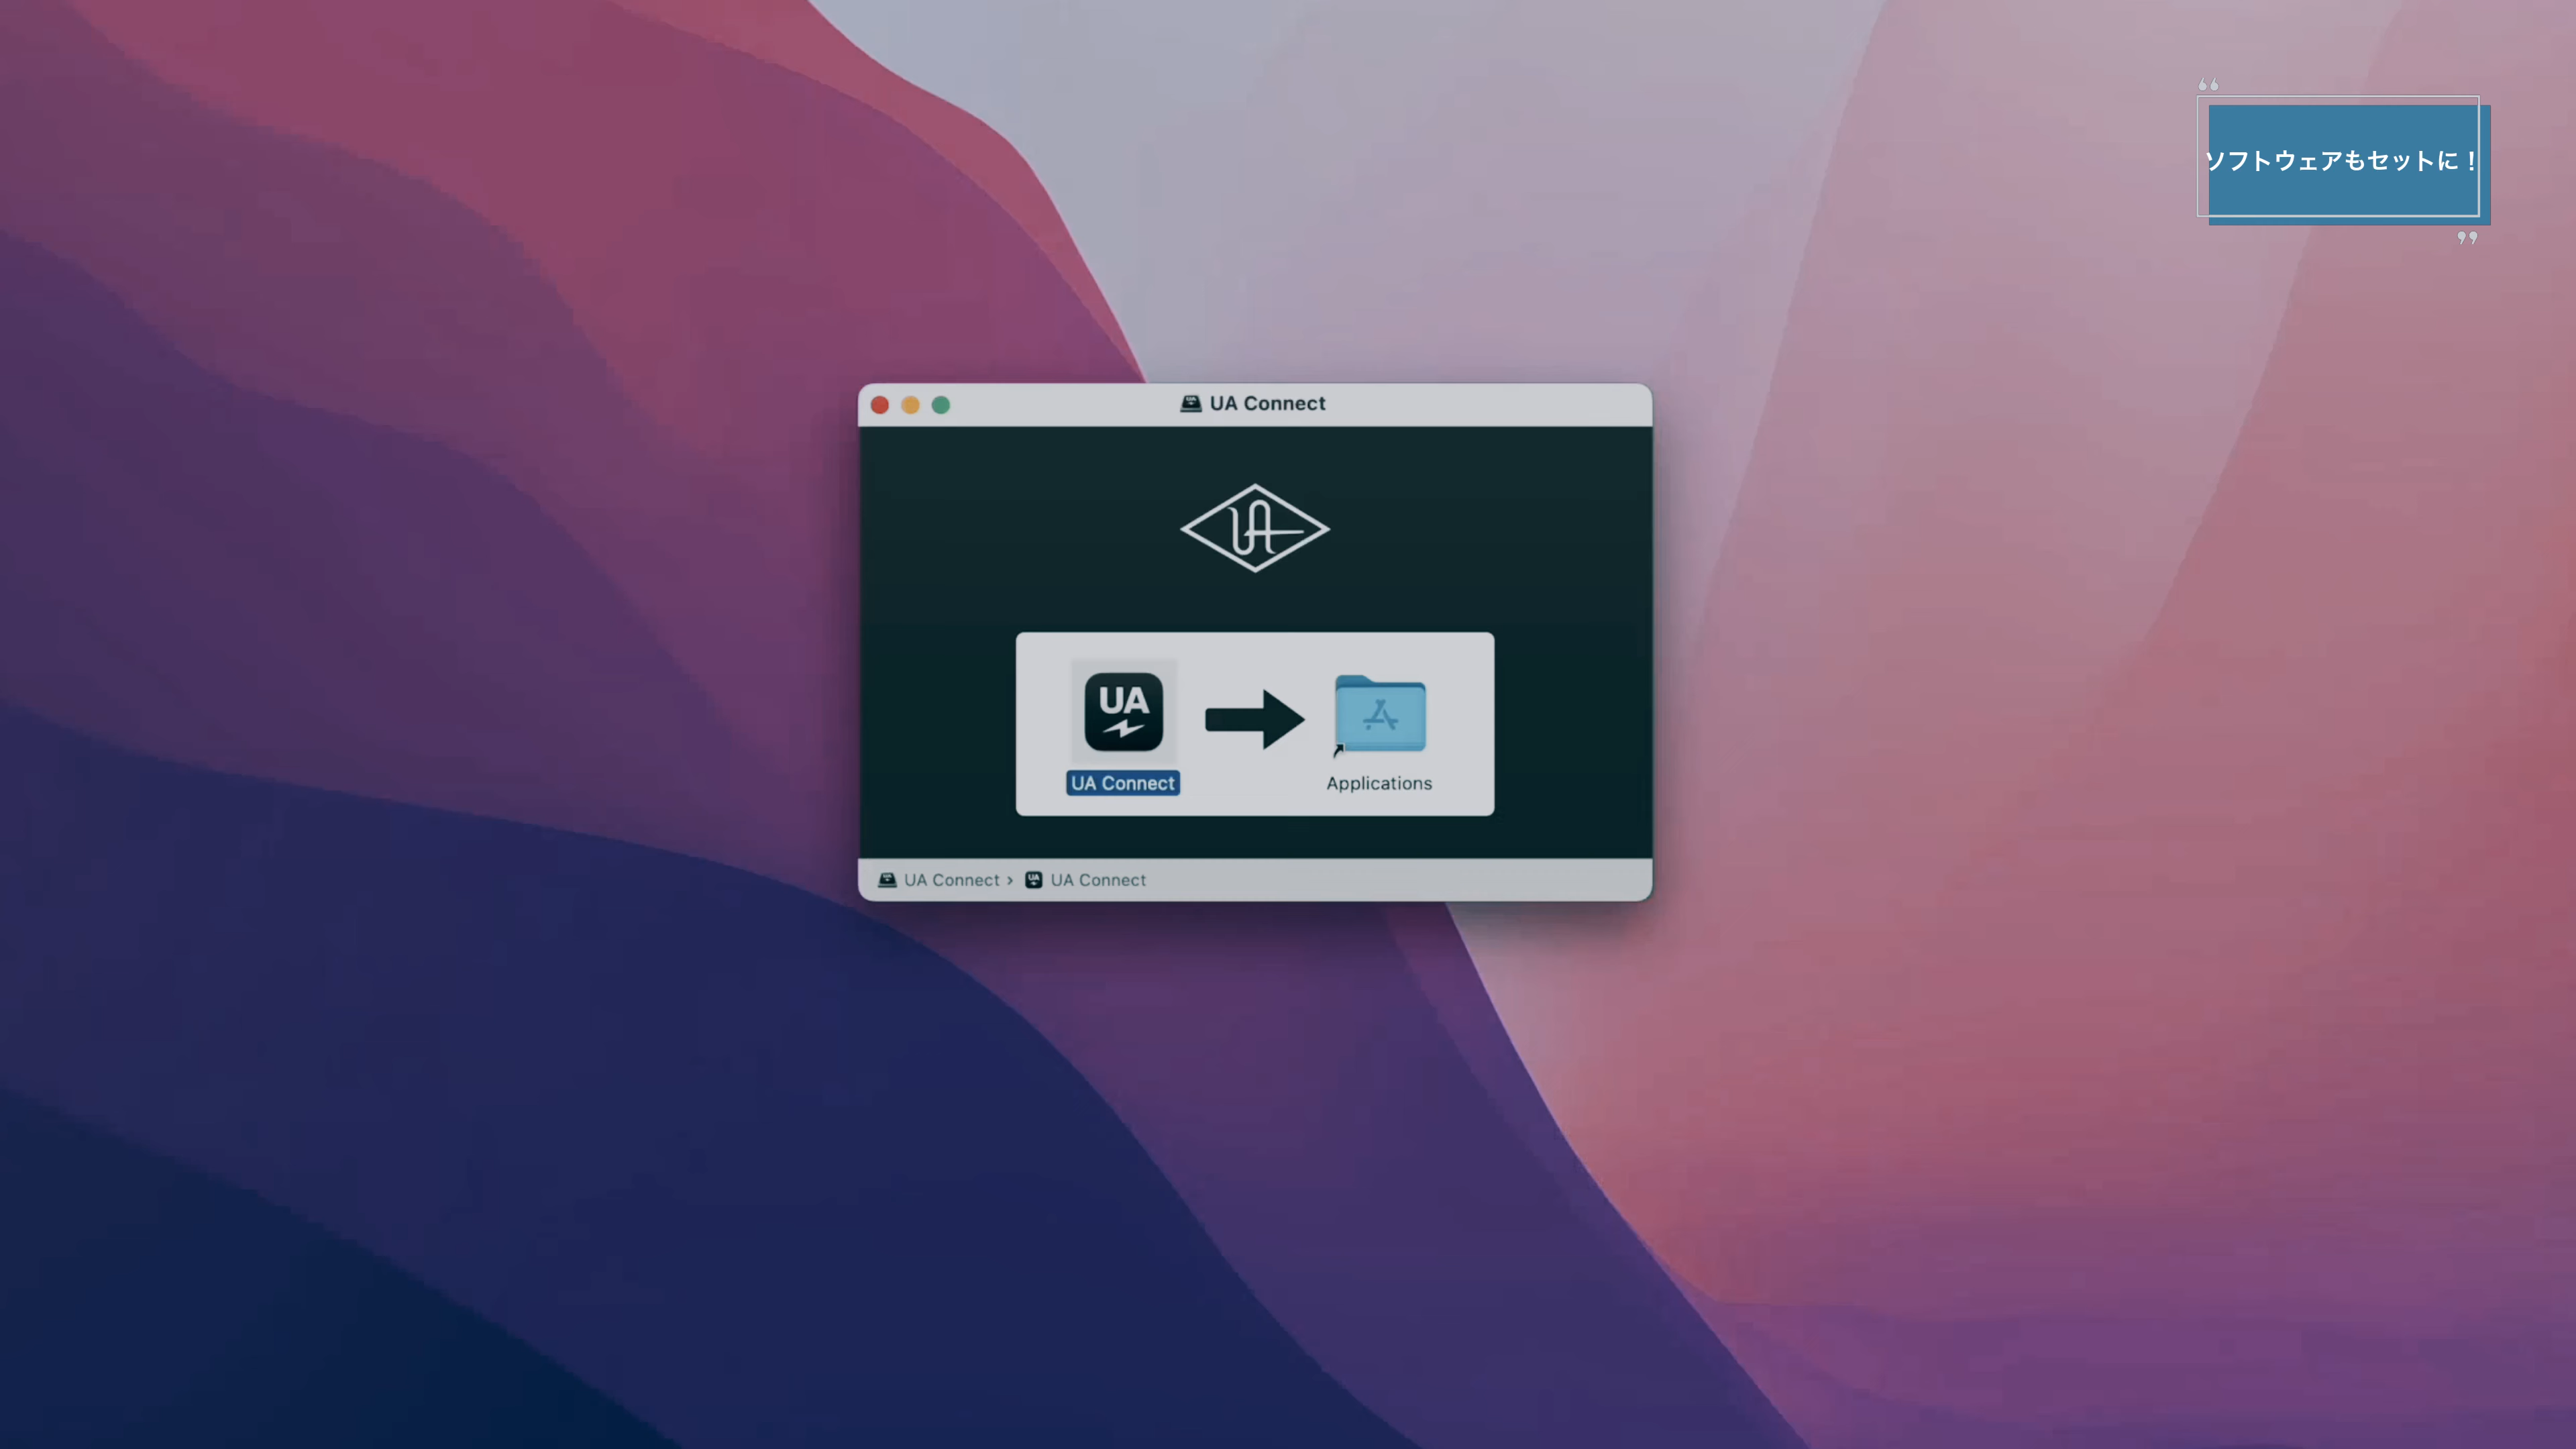 “
ソフトウェアもセットに！
”
UA Connect
UA
UA
UA Connect
Applications
UA Connect › UA Connect